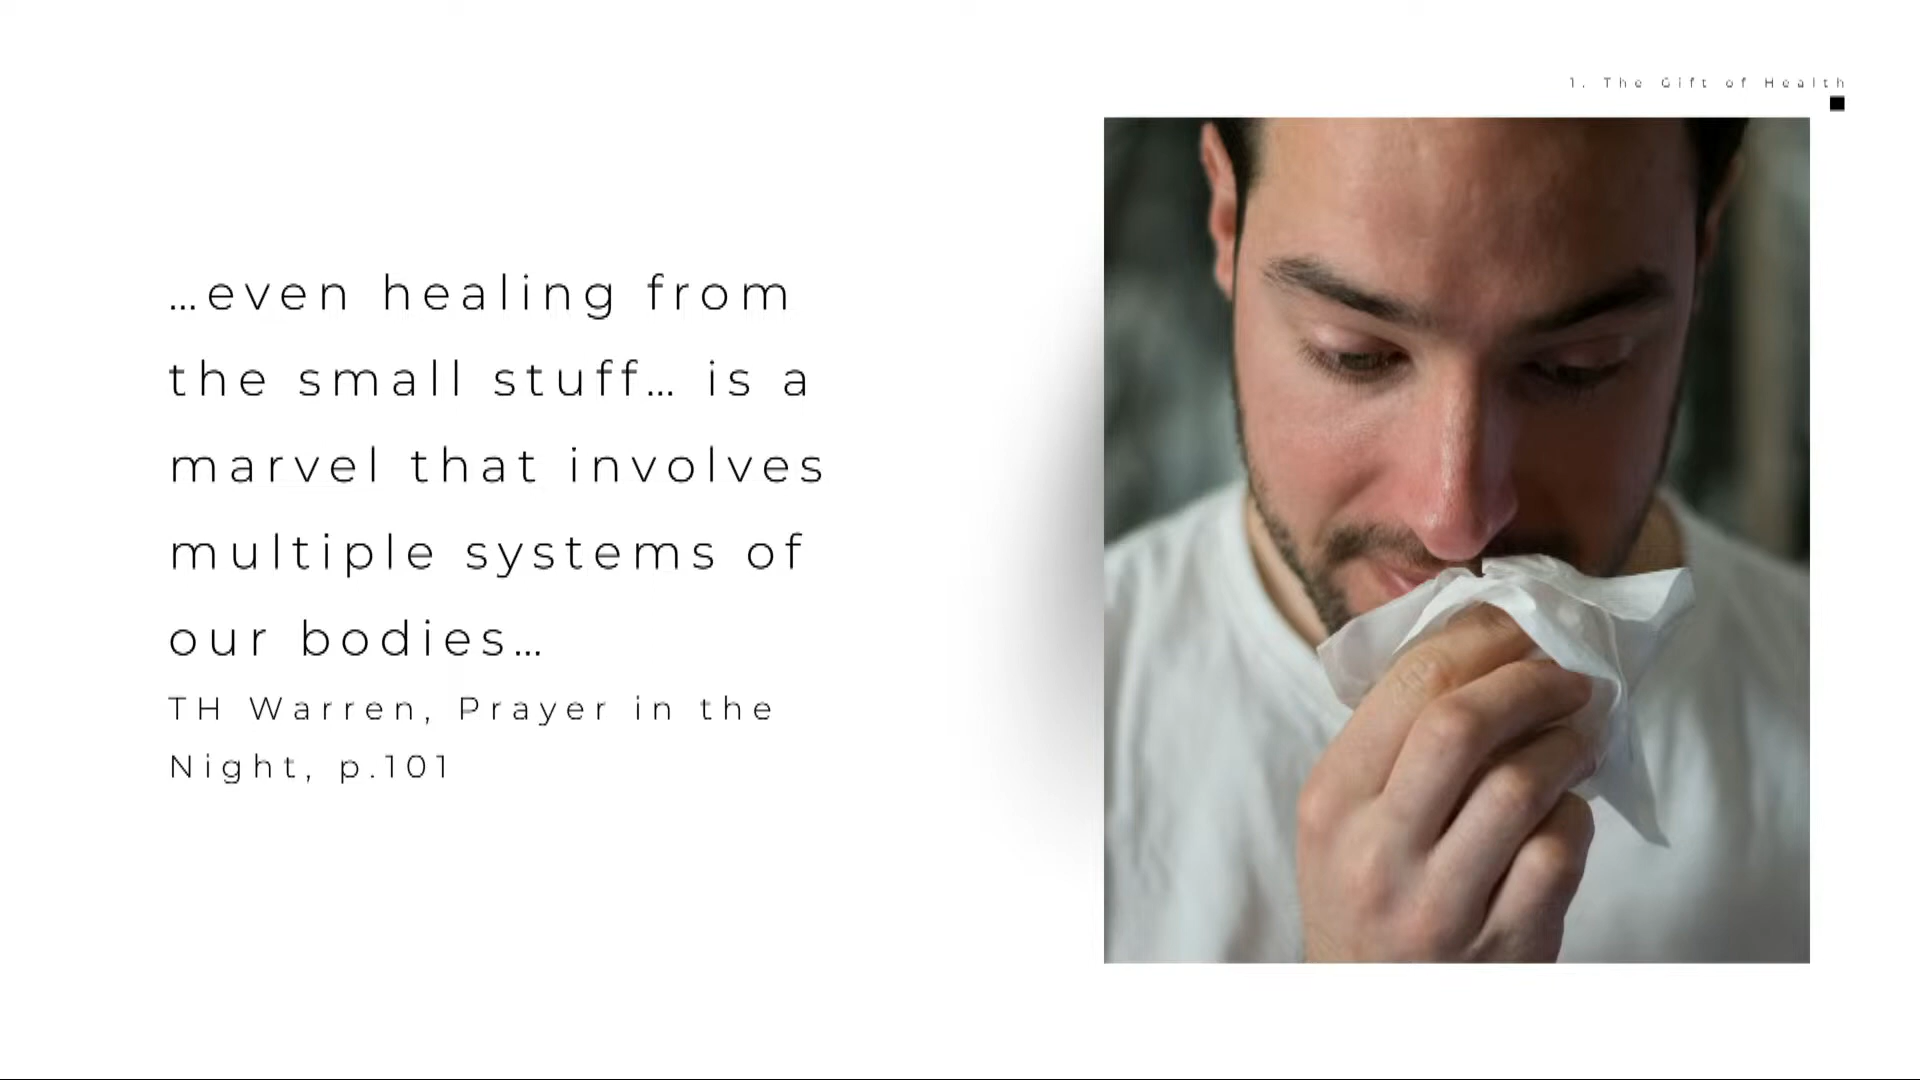 1. The Gift of Health
…even healing from
the small stuff… is a
marvel that involves
multiple systems of
our bodies…
TH Warren, Prayer in the
Night, p.101